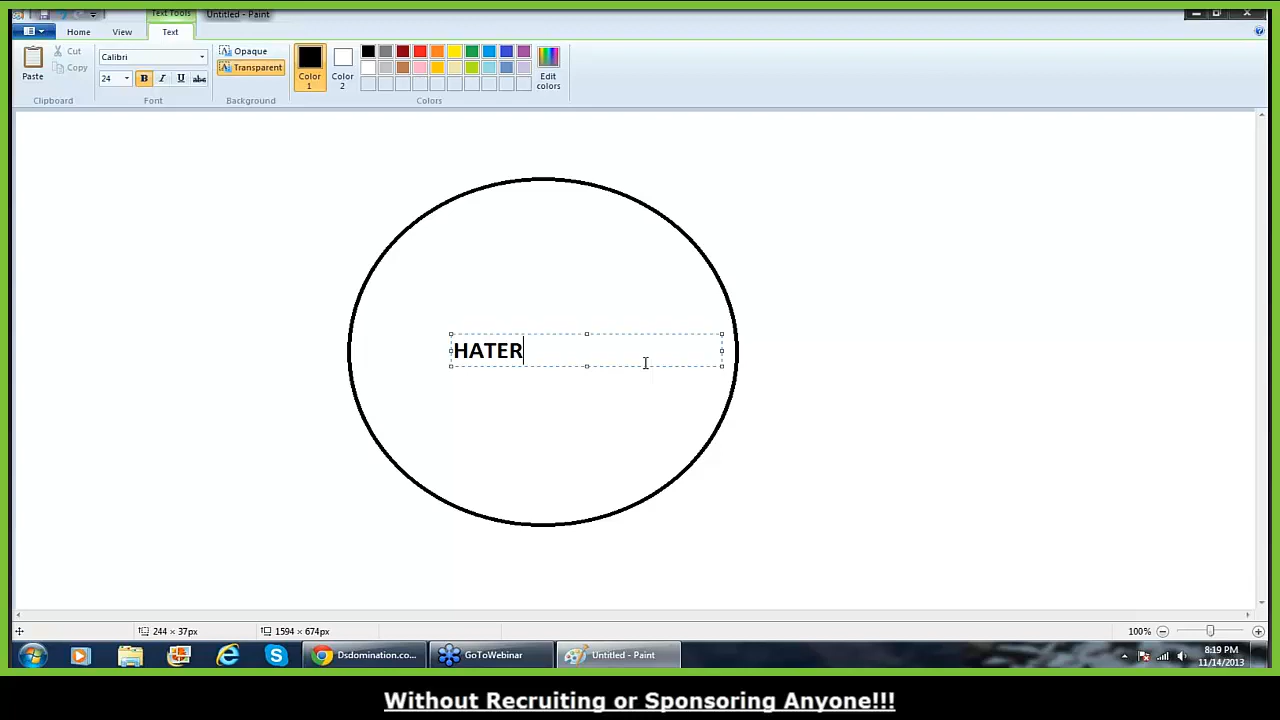 Text Tools
Untitled - Paint
Home
View
Text
Paste
Cut
Copy
Clipboard
Calibri
24
B
I
U
abc
Font
Opaque
Transparent
Background
Color 1
Color 2
Edit colors
Colors
HATER
244 × 37px
1594 × 674px
100%
Dsdomination.co...
GoToWebinar
Untitled - Paint
8:19 PM
11/14/2013
Without Recruiting or Sponsoring Anyone!!!